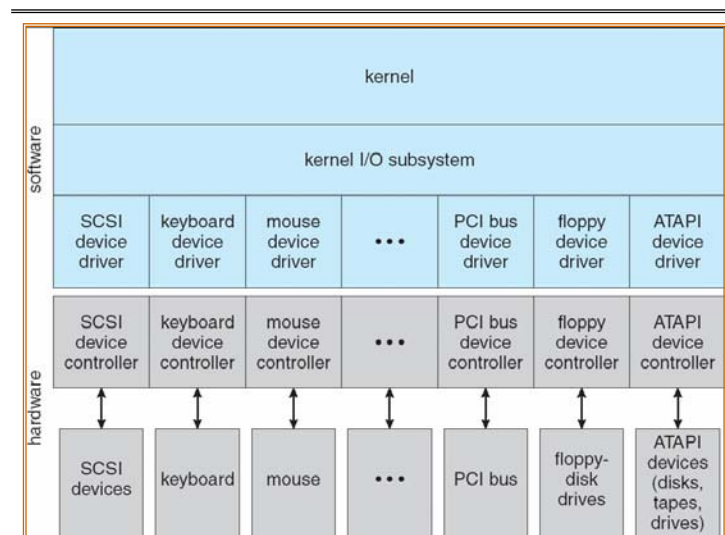 software
kernel
kernel I/O subsystem
SCSI
device
driver
keyboard
device
driver
mouse
device
driver
•••
PCI bus
device
driver
floppy
device
driver
ATAPI
device
driver
hardware
SCSI
device
controller
keyboard
device
controller
mouse
device
controller
•••
PCI bus
device
controller
floppy
device
controller
ATAPI
device
controller
SCSI
devices
keyboard
mouse
•••
PCI bus
floppy-
disk
drives
ATAPI
devices
(disks,
tapes,
drives)